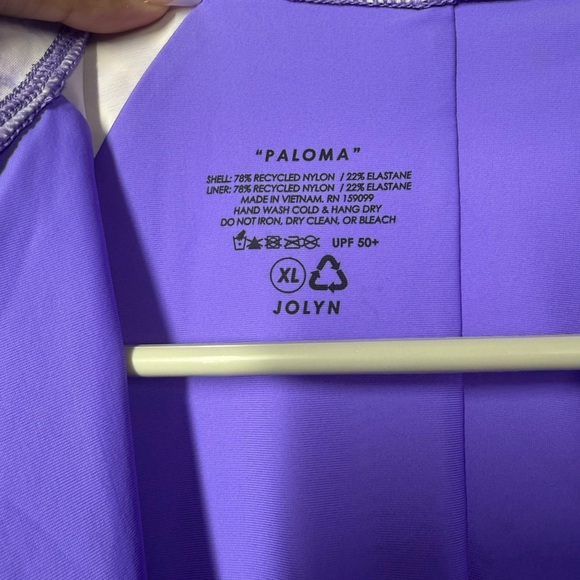 "PALOMA"
SHELL: 78% RECYCLED NYLON / 22% ELASTANE
LINER: 78% RECYCLED NYLON / 22% ELASTANE
MADE IN VIETNAM. RN 159099
HAND WASH COLD & HANG DRY
DO NOT IRON, DRY CLEAN, OR BLEACH
UPF 50+
XL
JOLYN